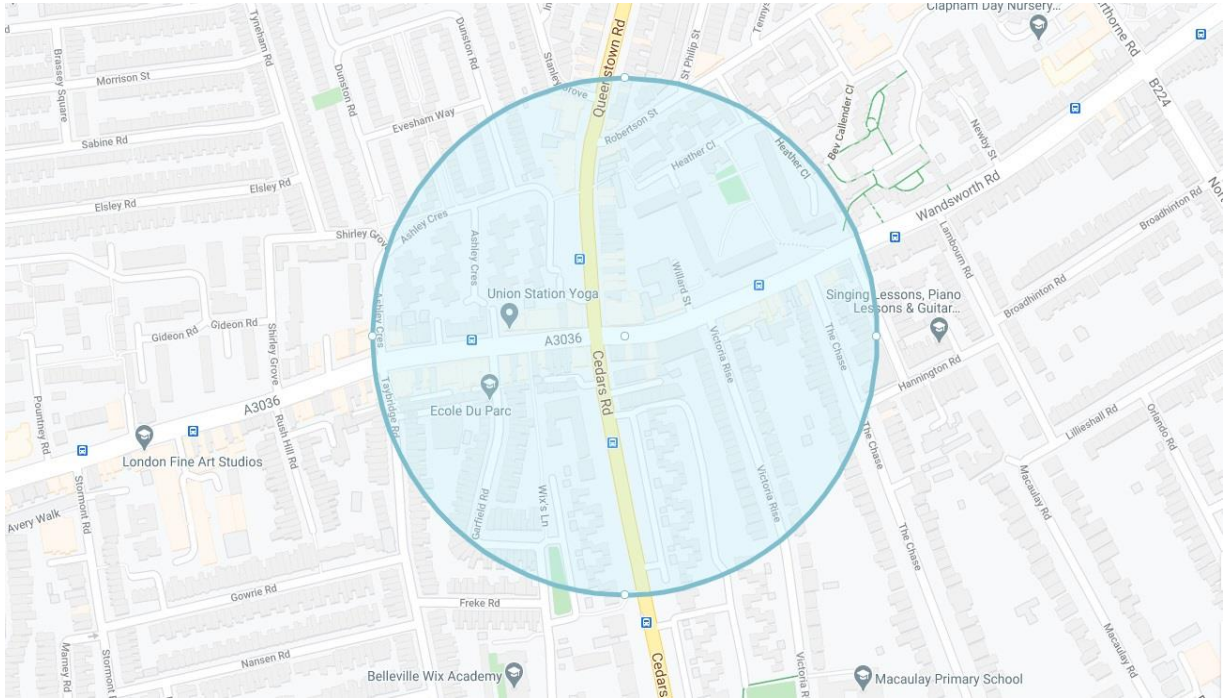 Clapham Day Nursery...
Tyneham Rd
Dunston Rd
Stanley Grove
Queenstown Rd
St Philip St
Brassey Square
Morrison St
Dunston Rd
B224
Evesham Way
Robertson St
Bev Callender Cl
Newby St
Sabine Rd
Heather Cl
Heather Cl
Elsley Rd
Elsley Rd
Wandsworth Rd
Broadhinton Rd
Shirley Grove
Ashley Cres
Ashley Cres
Lambourn Rd
Willard St
Union Station Yoga
Singing Lessons, Piano
Lessons & Guitar...
Broadhinton Rd
Ashley Cres
Gideon Rd
Gideon Rd
Shirley Grove
A3036
Victoria Rise
The Chase
Cedars Rd
Hannington Rd
Taybridge Rd
Ecole Du Parc
A3036
Pountney Rd
Rush Hill Rd
The Chase
Lillieshall Rd
Orlando Rd
London Fine Art Studios
Stormont Rd
Garfield Rd
Wix's Ln
Victoria Rise
Macaulay Rd
Avery Walk
The Chase
Gowrie Rd
Freke Rd
Nansen Rd
Marney Rd
Stormont R
Belleville Wix Academy
Cedars
Victoria R
Macaulay Primary School